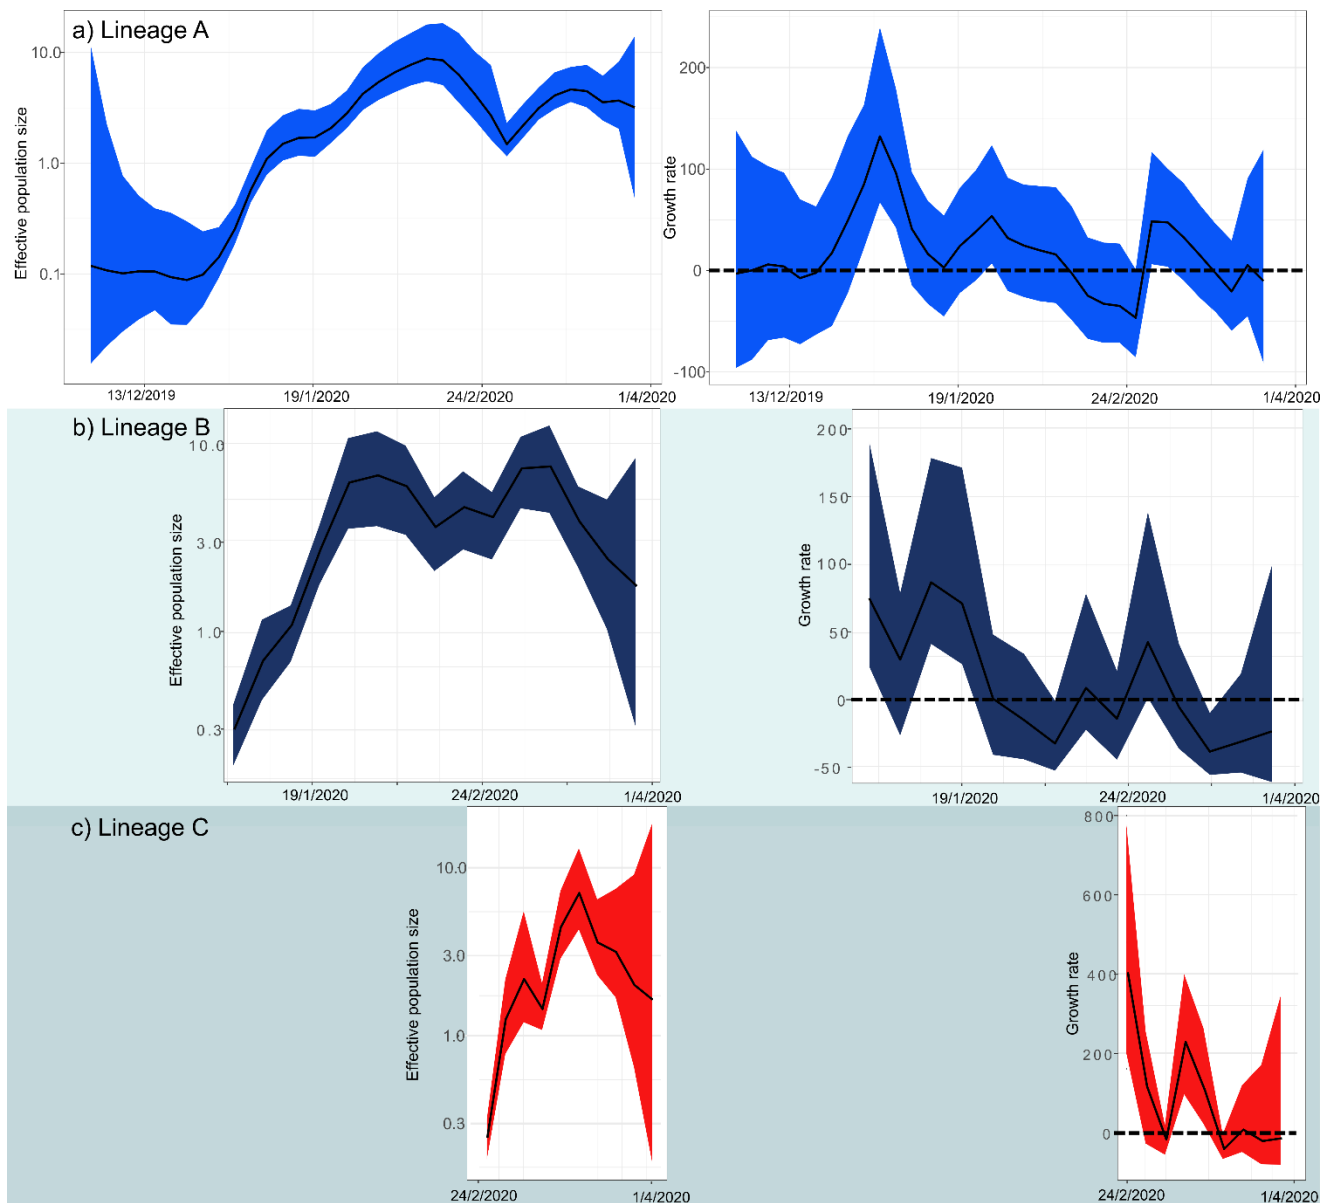 a) Lineage A
Effective population size
10.0
1.0
0.1
13/12/2019 19/1/2020 24/2/2020 1/4/2020
Growth rate
200
100
0
-100
13/12/2019 19/1/2020 24/2/2020 1/4/2020
b) Lineage B
Effective population size
10.0
3.0
1.0
0.3
19/1/2020 24/2/2020 1/4/2020
Growth rate
200
150
100
50
0
-50
19/1/2020 24/2/2020 1/4/2020
c) Lineage C
Effective population size
10.0
3.0
1.0
0.3
24/2/2020 1/4/2020
Growth rate
800
600
400
200
0
24/2/2020 1/4/2020